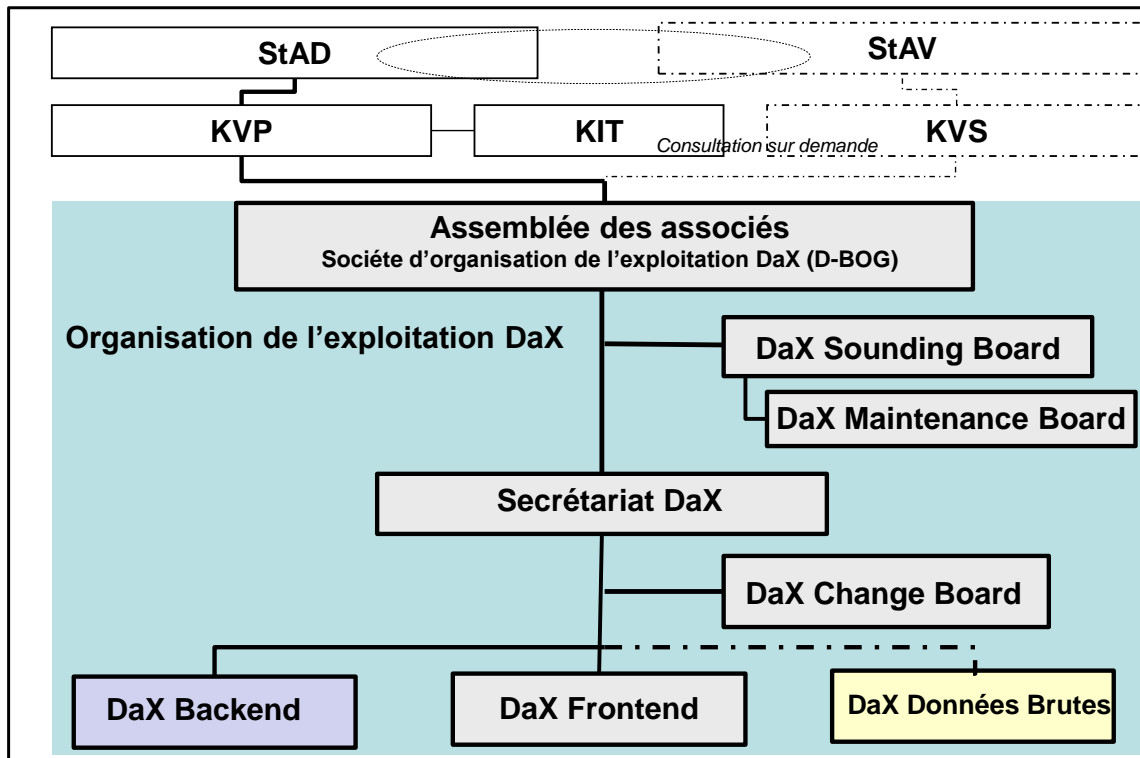 StAD
StAV
KVP
KIT
KVS
Consultation sur demande
Assemblée des associés
Sociéte d’organisation de l’exploitation DaX (D-BOG)
Organisation de l’exploitation DaX
DaX Sounding Board
DaX Maintenance Board
Secrétariat DaX
DaX Change Board
DaX Backend
DaX Frontend
DaX Données Brutes